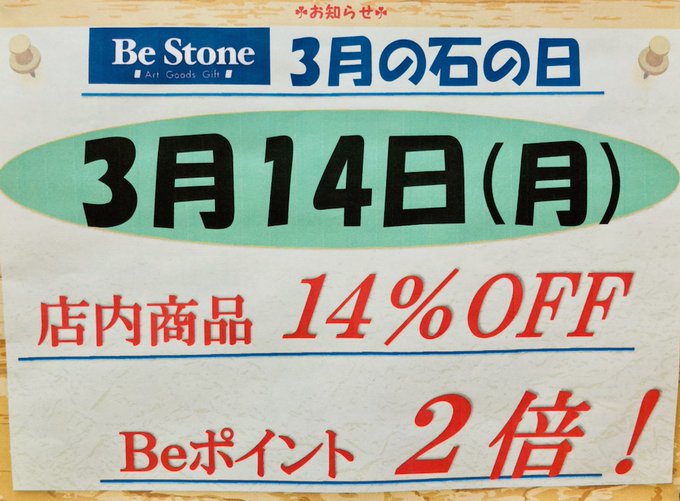 ☘お知らせ☘
Be Stone 3月の石の日
Art Goods Gift
3月14日(月)
店内商品 14%OFF
Beポイント 2倍!